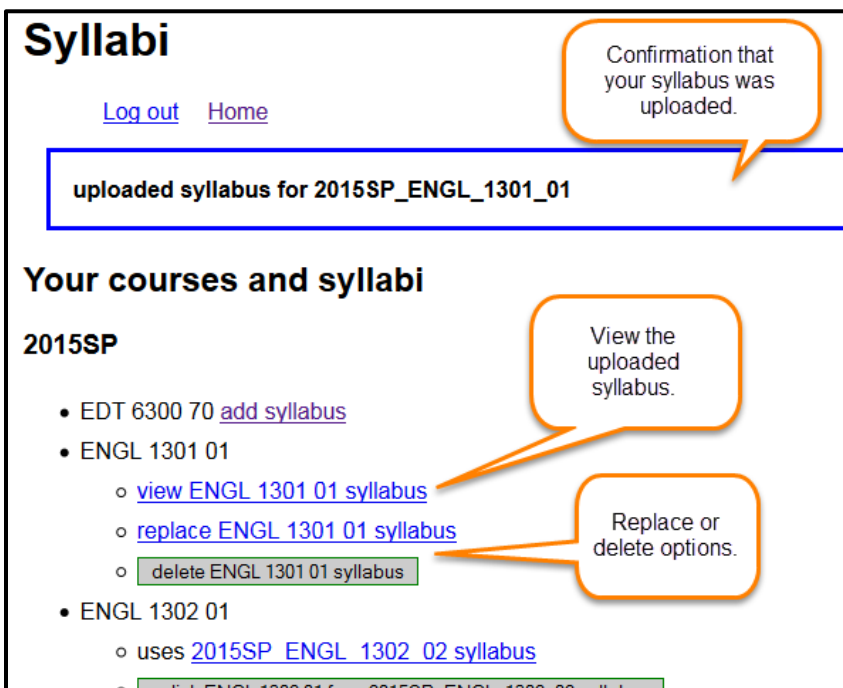 Syllabi
Confirmation that
your syllabus was
uploaded.
Log out Home
uploaded syllabus for 2015SP_ENGL_1301_01
Your courses and syllabi
2015SP
View the
uploaded
syllabus.
• EDT 6300 70 add syllabus
• ENGL 1301 01
view ENGL 1301 01 syllabus
replace ENGL 1301 01 syllabus
Replace or
delete options.
delete ENGL 1301 01 syllabus
• ENGL 1302 01
uses 2015SP_ENGL_1302_02 syllabus